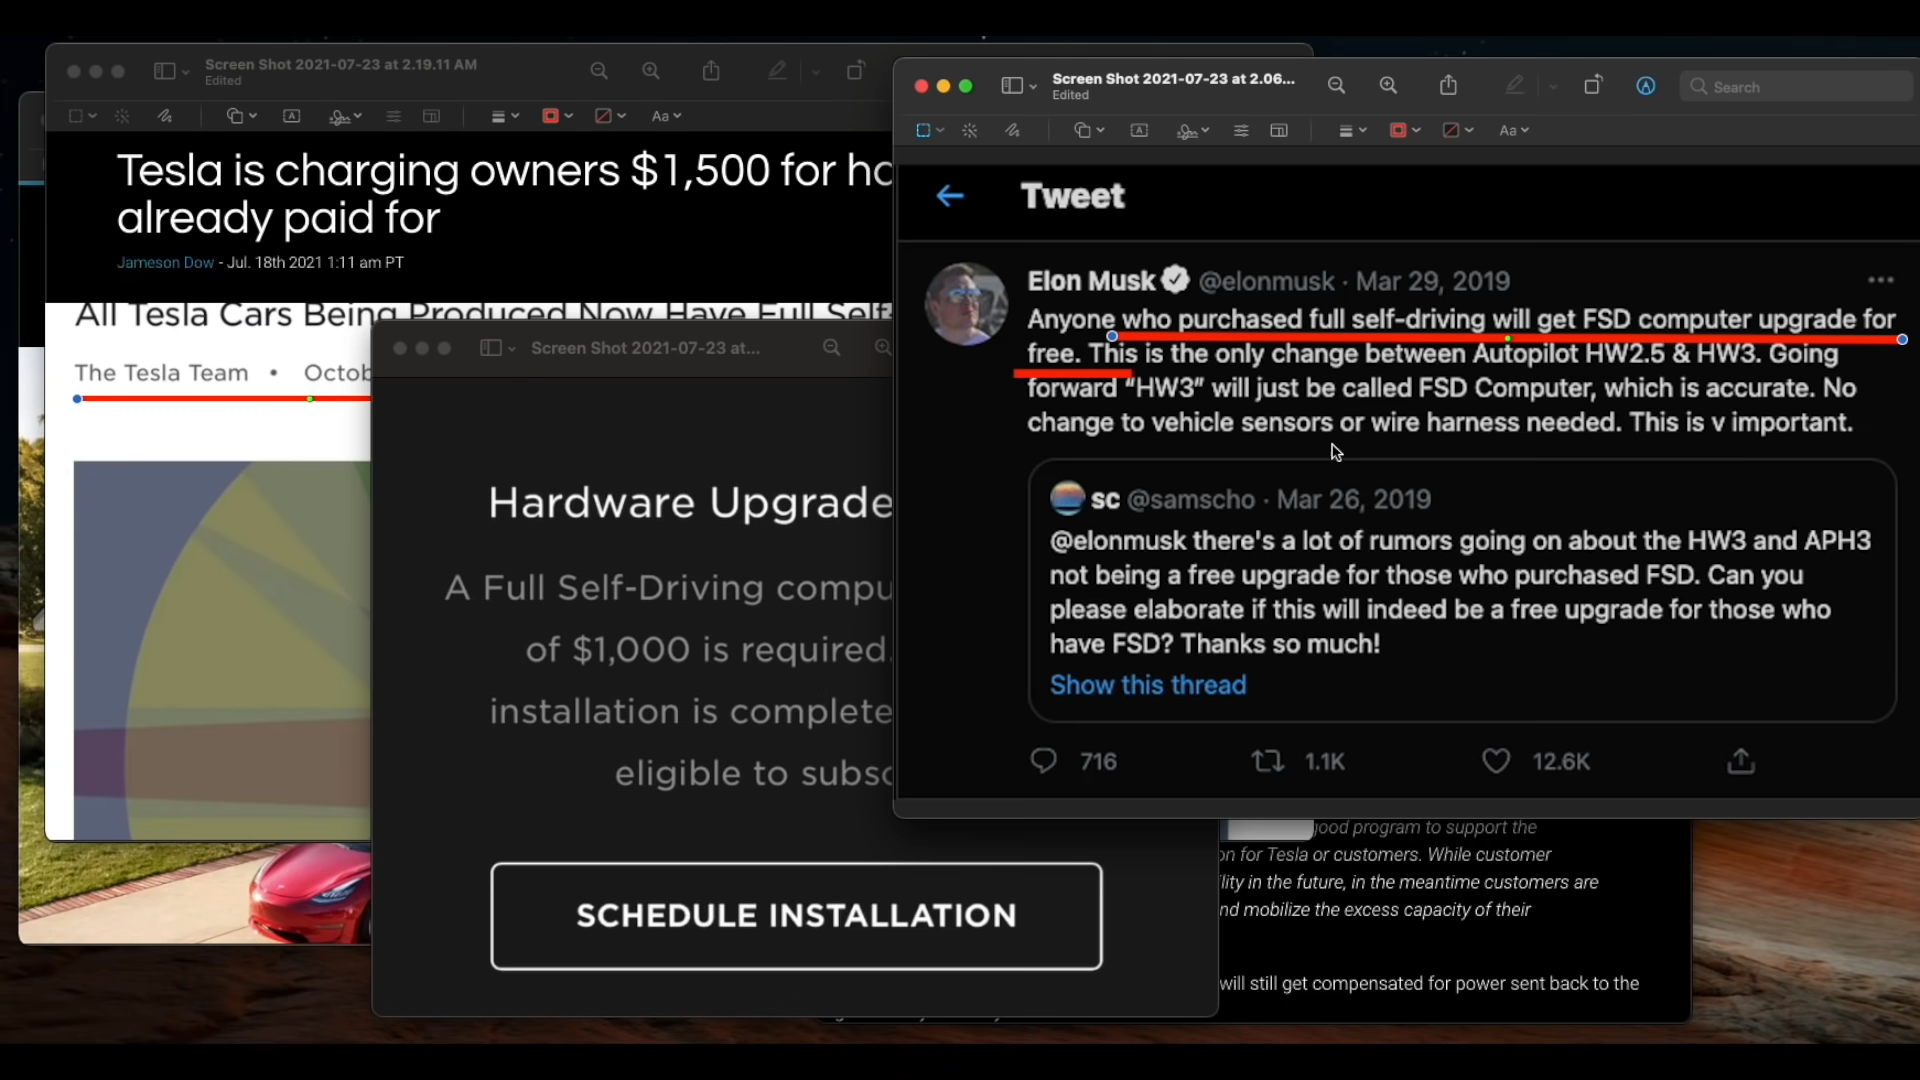 Screen Shot 2021-07-23 at 2.19.11 AM
Edited
Aa
Tesla is charging owners $1,500 for
already paid for
Jameson Dow - Jul. 18th 2021 1:11 am PT
All Tesla Cars Being Produced Now Have Full Self-
The Tesla Team • Octob
Screen Shot 2021-07-23 at...
Hardware Upgrade
A Full Self-Driving compu
of $1,000 is required.
installation is complete
eligible to subsc
SCHEDULE INSTALLATION
Screen Shot 2021-07-23 at 2.06...
Edited
Search
Aa
Tweet
Elon Musk @elonmusk · Mar 29, 2019
Anyone who purchased full self-driving will get FSD computer upgrade for
free. This is the only change between Autopilot HW2.5 & HW3. Going
forward “HW3” will just be called FSD Computer, which is accurate. No
change to vehicle sensors or wire harness needed. This is v important.
sc @samscho · Mar 26, 2019
@elonmusk there's a lot of rumors going on about the HW3 and APH3
not being a free upgrade for those who purchased FSD. Can you
please elaborate if this will indeed be a free upgrade for those who
have FSD? Thanks so much!
Show this thread
716 1.1K 12.6K
good program to support the
on for Tesla or customers. While customer
ility in the future, in the meantime customers are
nd mobilize the excess capacity of their
will still get compensated for power sent back to the